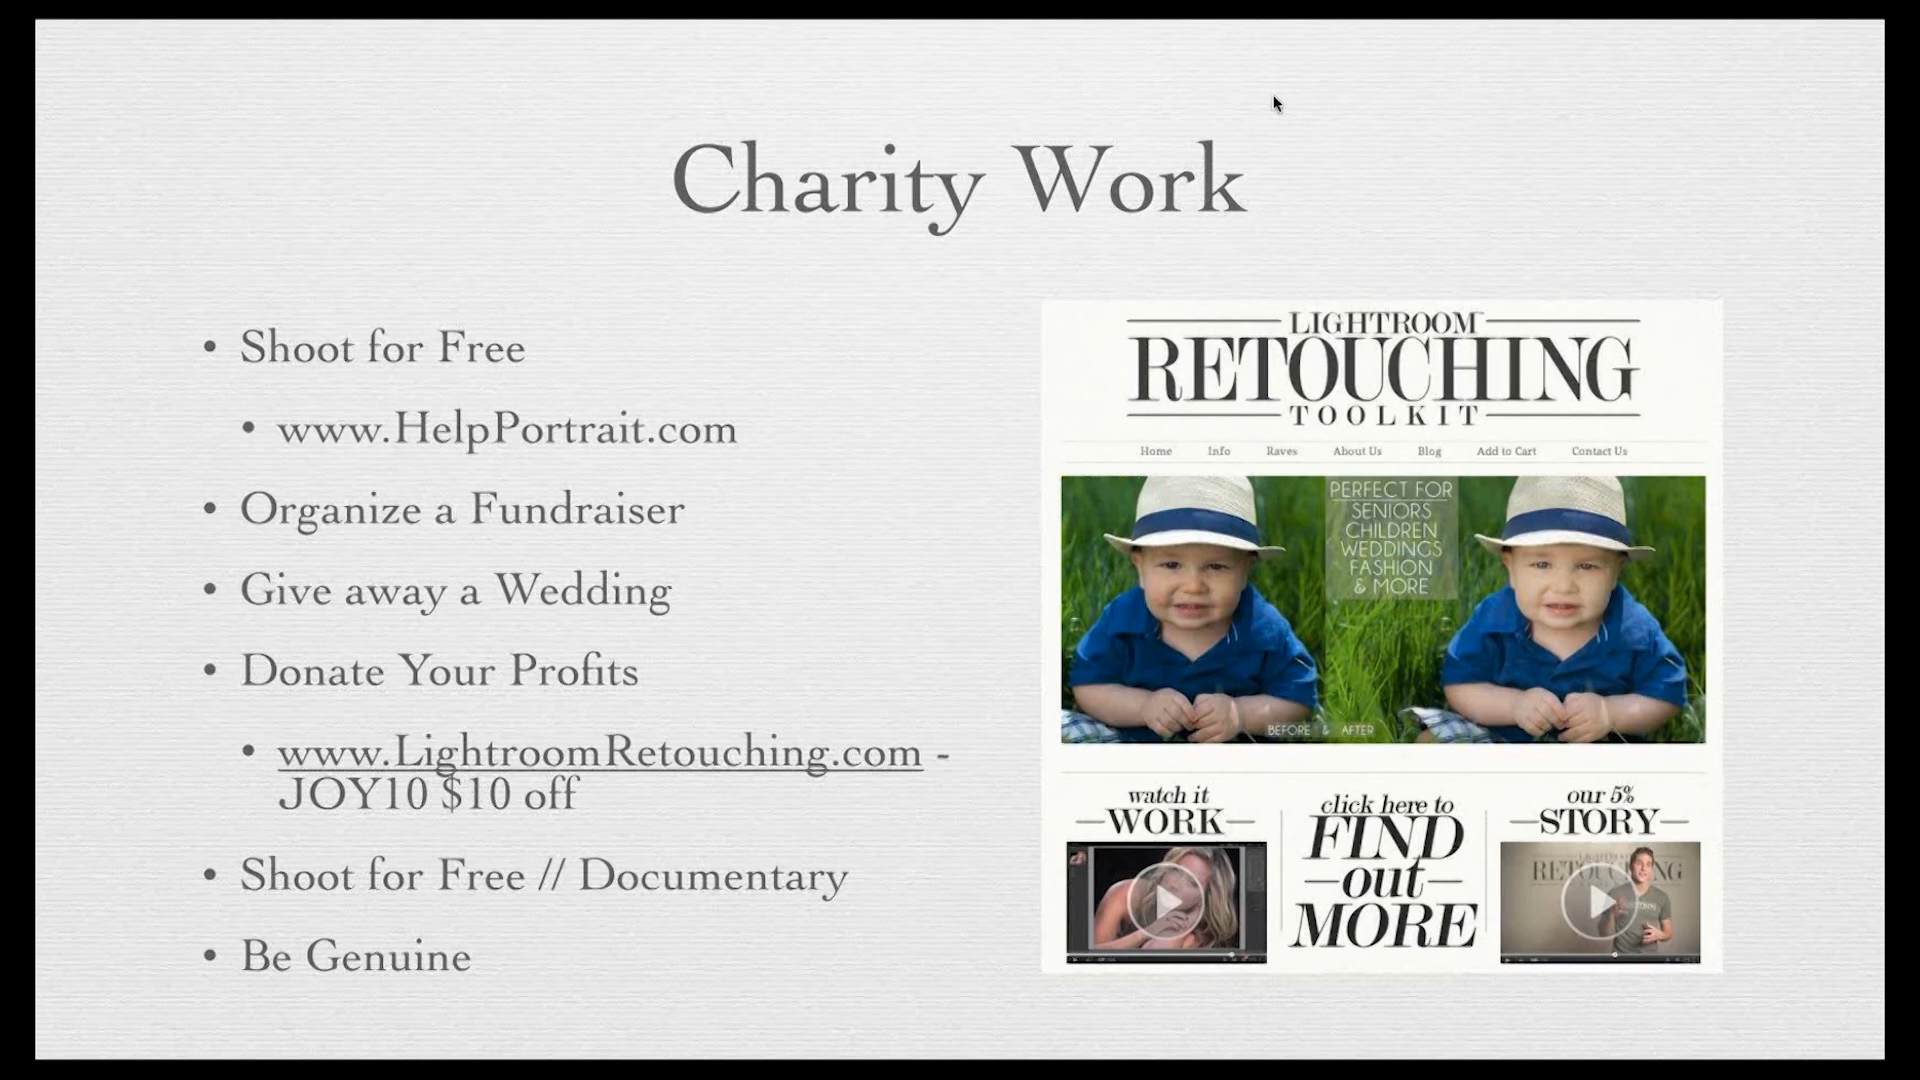 Charity Work
• Shoot for Free
• www.HelpPortrait.com
• Organize a Fundraiser
• Give away a Wedding
• Donate Your Profits
• www.LightroomRetouching.com -
JOY10 $10 off
• Shoot for Free // Documentary
• Be Genuine
LIGHTROOM
RETOUCHING
TOOLKIT
Home Info Raves About Us Blog Add to Cart Contact Us
PERFECT FOR
SENIORS
CHILDREN
WEDDINGS
FASHION
& MORE
BEFORE & AFTER
watch it
WORK
click here to
FIND
out
MORE
our 5%
STORY